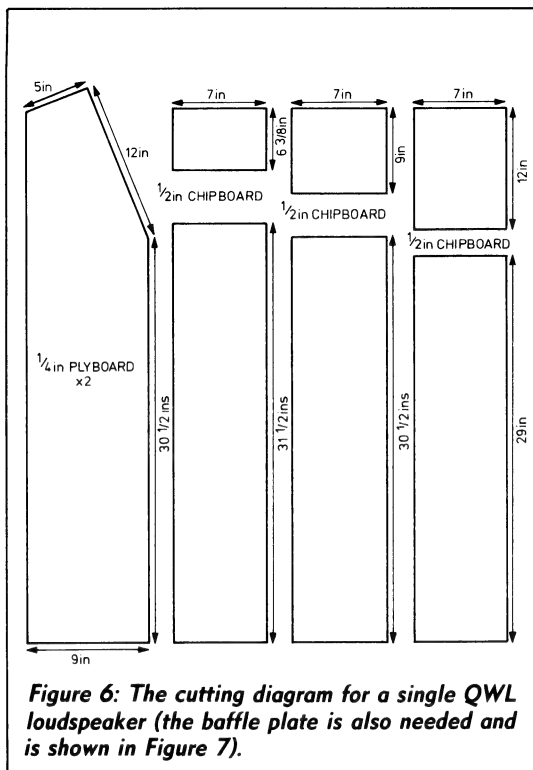 5in
12in
1/4in PLYBOARD
x2
30 1/2 ins
9in
7in
6 3/8in
1/2in CHIPBOARD
31 1/2ins
7in
9in
1/2in CHIPBOARD
30 1/2 ins
7in
12in
1/2in CHIPBOARD
29in
Figure 6: The cutting diagram for a single QWL
loudspeaker (the baffle plate is also needed and
is shown in Figure 7).